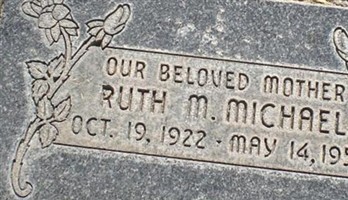 OUR BELOVED MOTHER
RUTH M. MICHAEL
OCT. 19, 1922 - MAY 14, 195